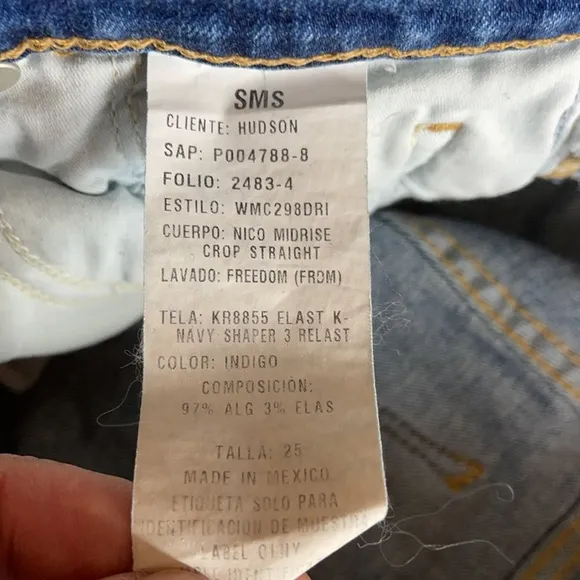 SMS
CLIENTE: HUDSON
SAP: P004788-8
FOLIO: 2483-4
ESTILO: WMC298DRI
CUERPO: NICO MIDRISE
CROP STRAIGHT
LAVADO: FREEDOM (FROM)
TELA: KR8855 ELAST K-
NAVY SHAPER 3 RELAST
COLOR: INDIGO
COMPOSICIÓN:
97% ALG 3% ELAS
TALLA: 25
MADE IN MEXICO
ETIQUETA SOLO PARA
IDENTIFICACION DE MUESTRA
LABEL ONLY